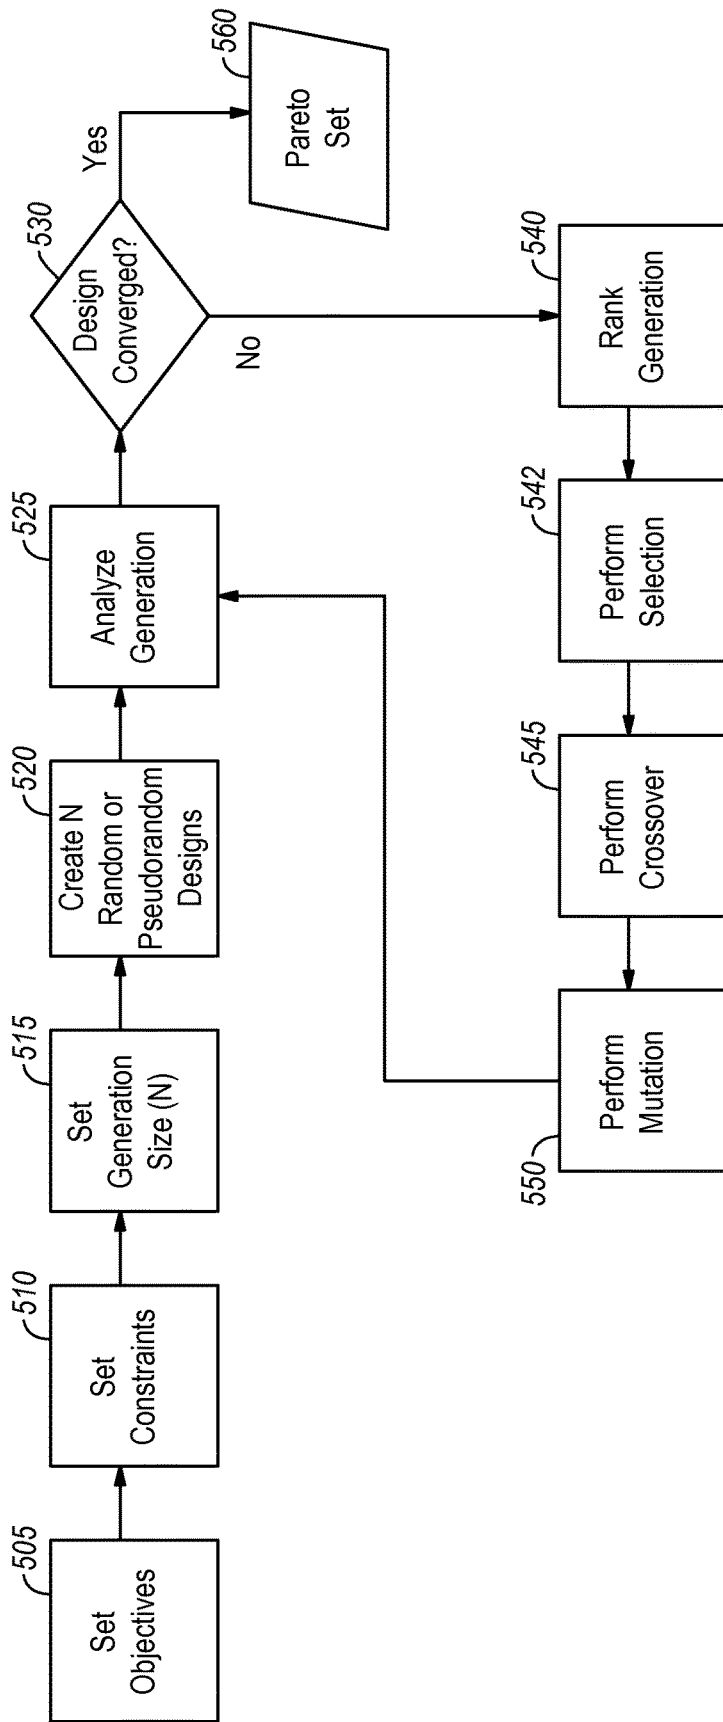 505
Set
Objectives
510
Set
Constraints
515
Set
Generation
Size (N)
520
Create N
Random or
Pseudorandom
Designs
525
Analyze
Generation
530
Design
Converged?
Yes
560
Pareto
Set
No
540
Rank
Generation
542
Perform
Selection
545
Perform
Crossover
550
Perform
Mutation